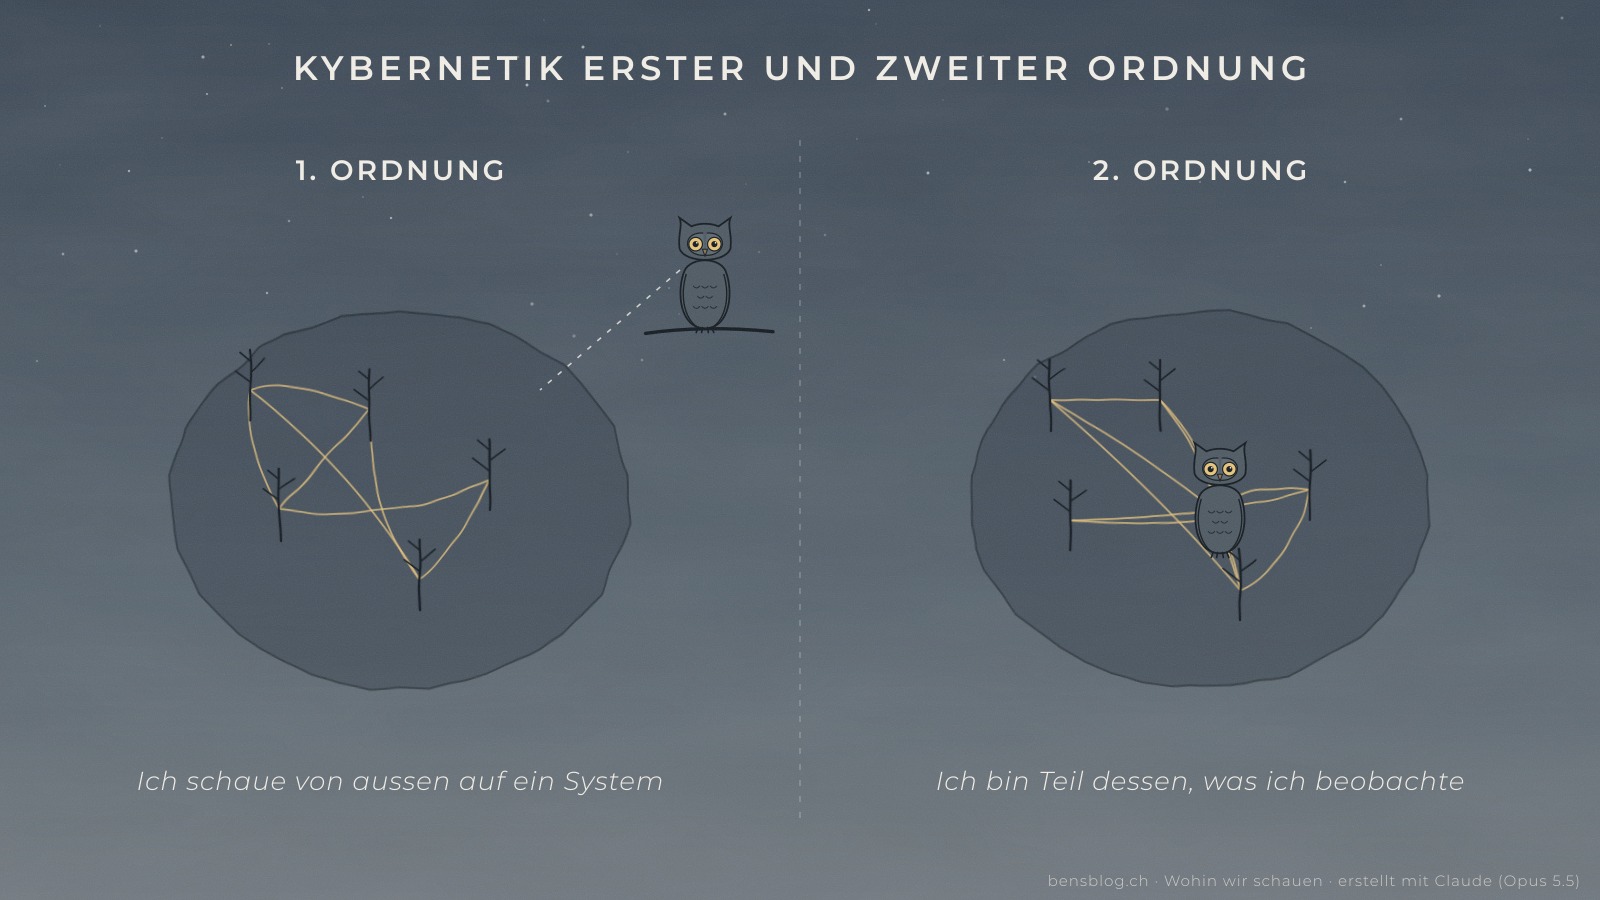 KYBERNETIK ERSTER UND ZWEITER ORDNUNG
1. ORDNUNG
2. ORDNUNG
Ich schaue von aussen auf ein System
Ich bin Teil dessen, was ich beobachte
bensblog.ch · Wohin wir schauen · erstellt mit Claude (Opus 5.5)